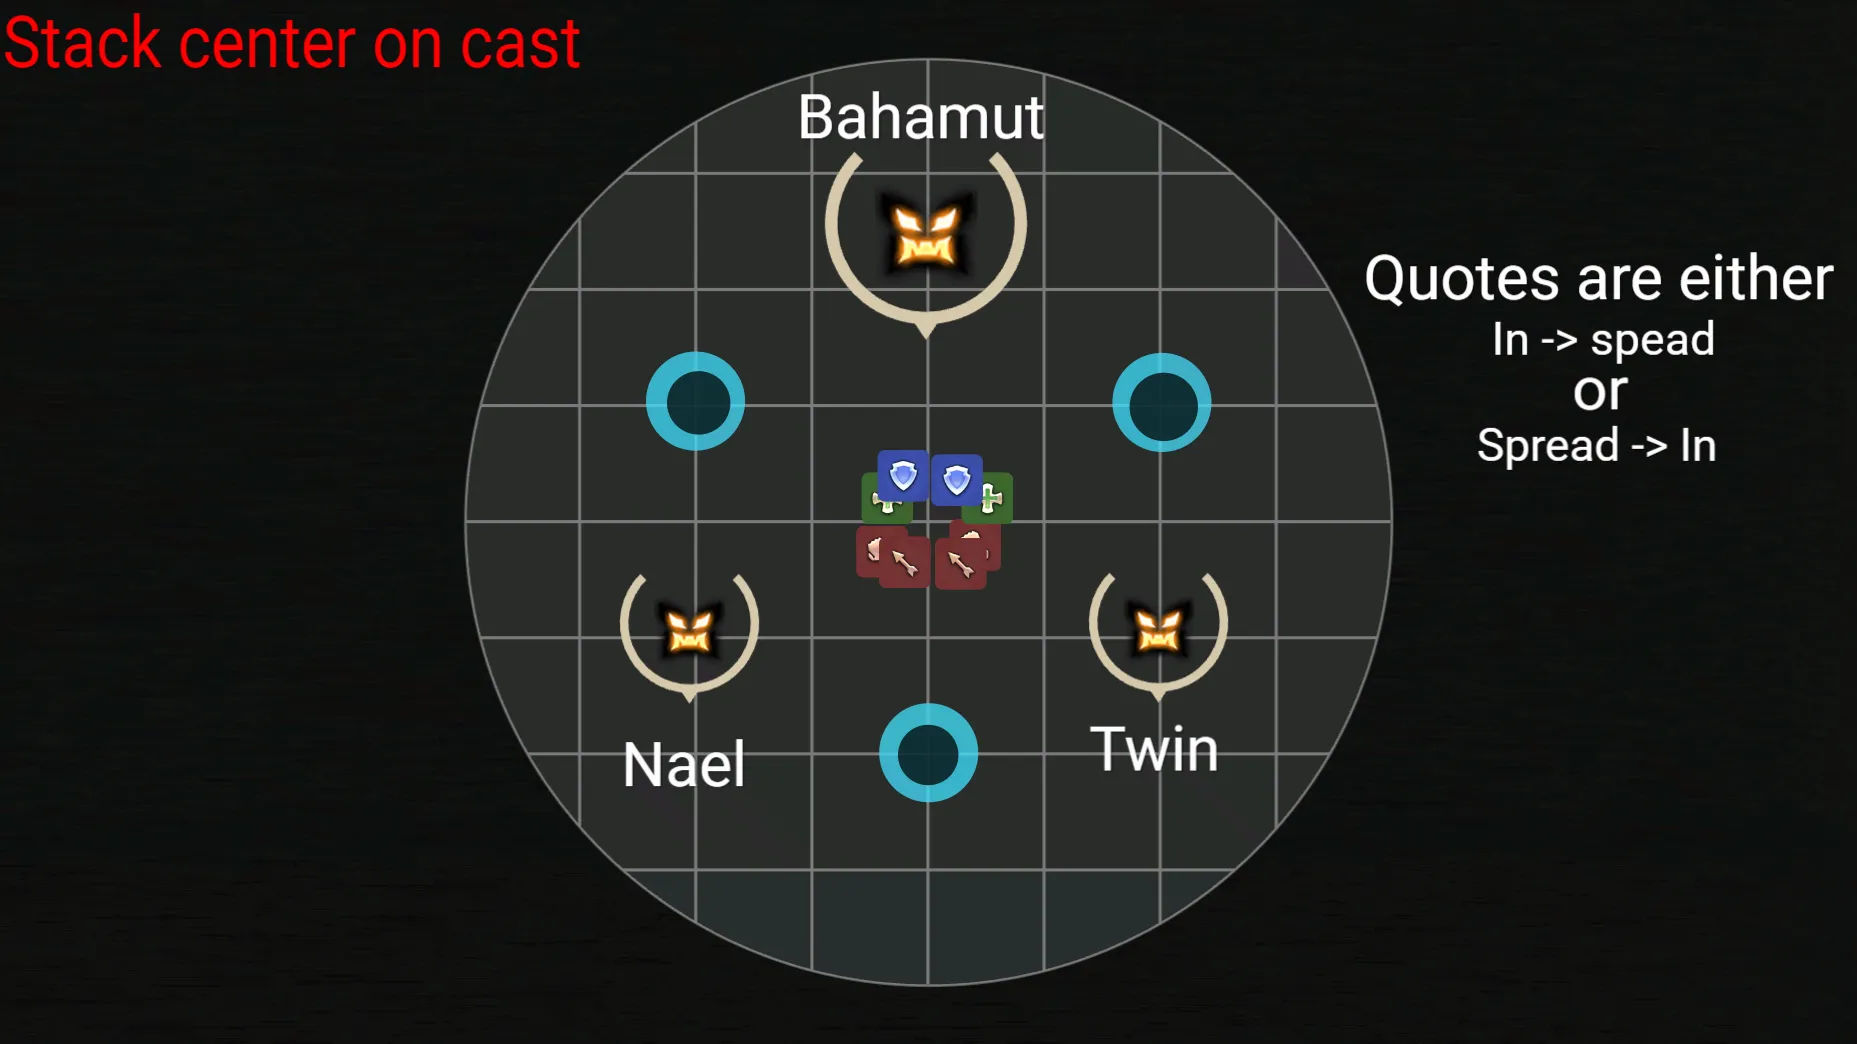 Stack center on cast
Bahamut
Quotes are either
In -> spead
or
Spread -> In
Nael
Twin